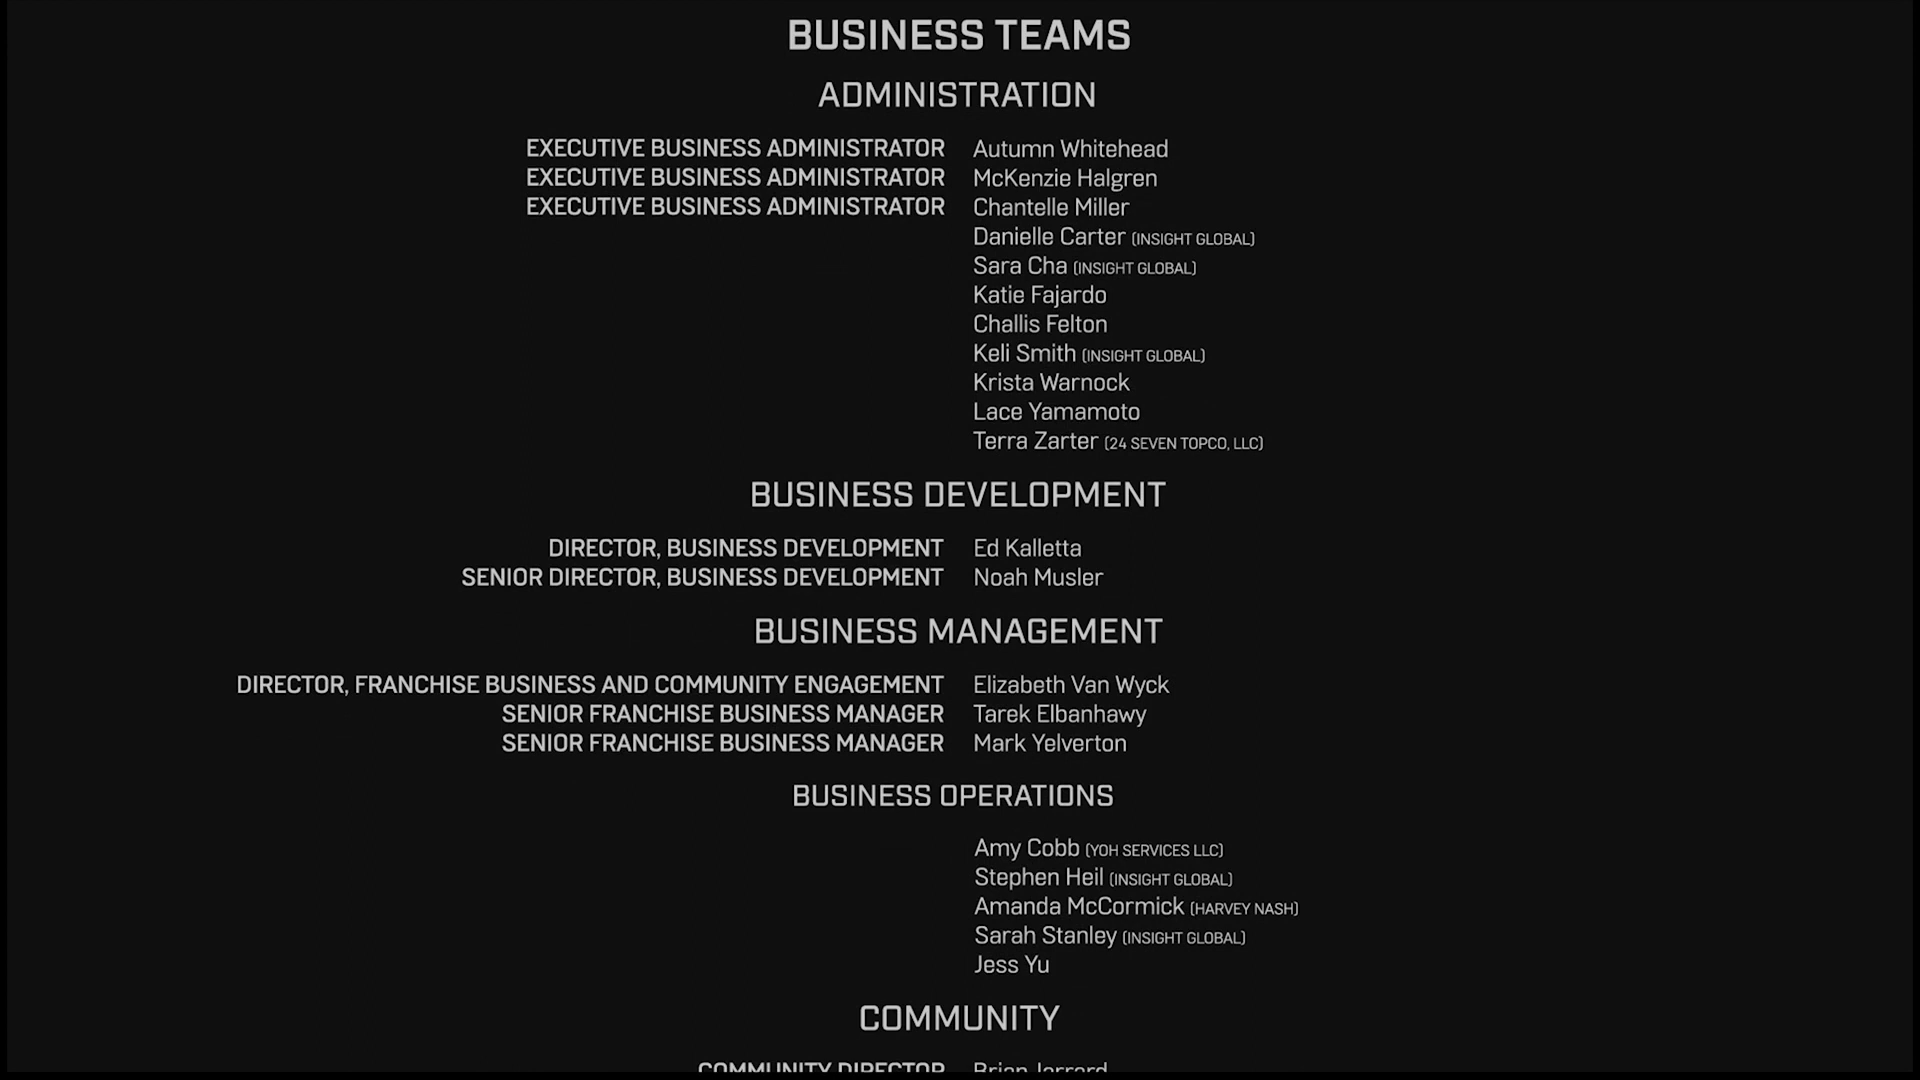 BUSINESS TEAMS
ADMINISTRATION
EXECUTIVE BUSINESS ADMINISTRATOR Autumn Whitehead
EXECUTIVE BUSINESS ADMINISTRATOR McKenzie Halgren
EXECUTIVE BUSINESS ADMINISTRATOR Chantelle Miller
Danielle Carter (INSIGHT GLOBAL)
Sara Cha (INSIGHT GLOBAL)
Katie Fajardo
Challis Felton
Keli Smith (INSIGHT GLOBAL)
Krista Warnock
Lace Yamamoto
Terra Zarter (24 SEVEN TOPCO, LLC)
BUSINESS DEVELOPMENT
DIRECTOR, BUSINESS DEVELOPMENT Ed Kalletta
SENIOR DIRECTOR, BUSINESS DEVELOPMENT Noah Musler
BUSINESS MANAGEMENT
DIRECTOR, FRANCHISE BUSINESS AND COMMUNITY ENGAGEMENT Elizabeth Van Wyck
SENIOR FRANCHISE BUSINESS MANAGER Tarek Elbanhawy
SENIOR FRANCHISE BUSINESS MANAGER Mark Yelverton
BUSINESS OPERATIONS
Amy Cobb (YOH SERVICES LLC)
Stephen Heil (INSIGHT GLOBAL)
Amanda McCormick (HARVEY NASH)
Sarah Stanley (INSIGHT GLOBAL)
Jess Yu
COMMUNITY
COMMUNITY DIRECTOR Brian Jarrard